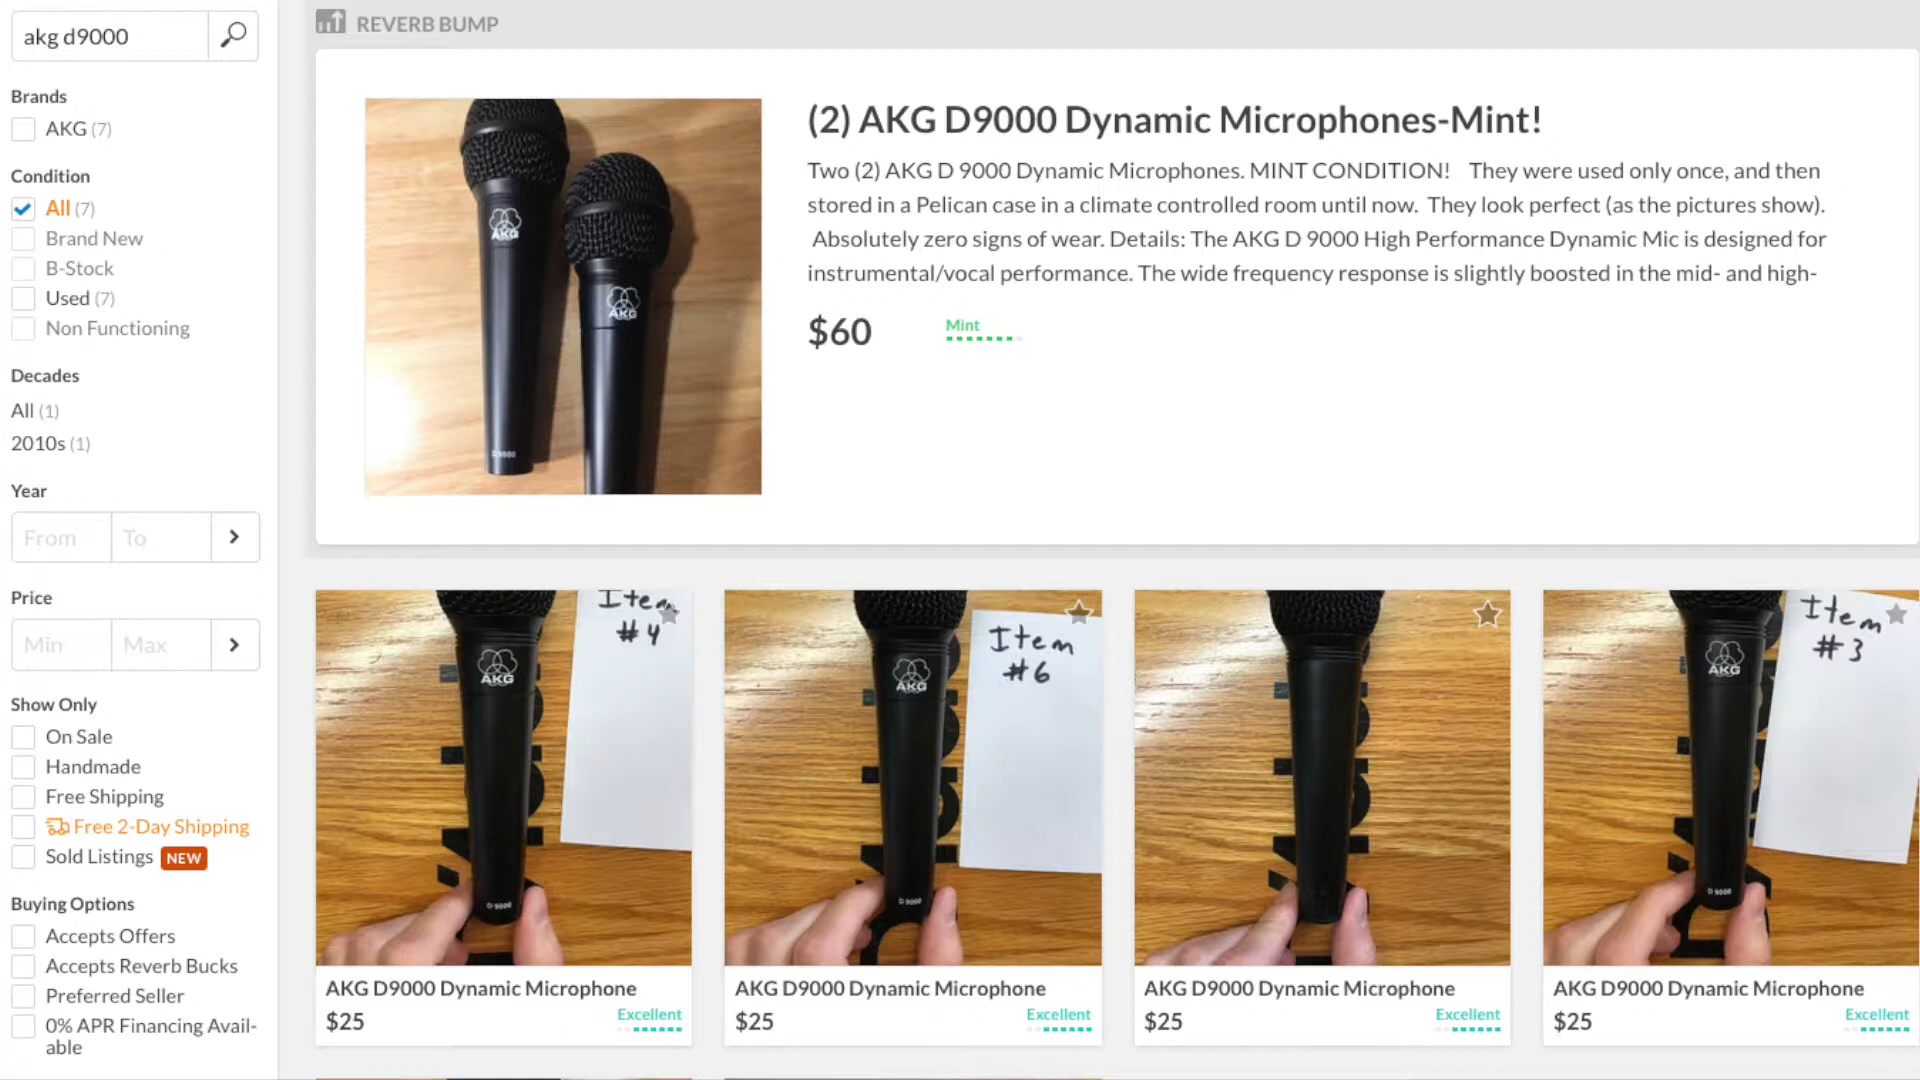 akg d9000
Brands
AKG (7)
Condition
All (7)
Brand New
B-Stock
Used (7)
Non Functioning
Decades
All (1)
2010s (1)
Year
From To
Price
Min Max
Show Only
On Sale
Handmade
Free Shipping
Free 2-Day Shipping
Sold Listings NEW
Buying Options
Accepts Offers
Accepts Reverb Bucks
Preferred Seller
0% APR Financing Avail-
able
REVERB BUMP
AKG
AKG
D 9000
(2) AKG D9000 Dynamic Microphones-Mint!
Two (2) AKG D 9000 Dynamic Microphones. MINT CONDITION! They were used only once, and then
stored in a Pelican case in a climate controlled room until now. They look perfect (as the pictures show).
Absolutely zero signs of wear. Details: The AKG D 9000 High Performance Dynamic Mic is designed for
instrumental/vocal performance. The wide frequency response is slightly boosted in the mid- and high-
$60
Mint
Item
#4
AKG
D 9000
AKG D9000 Dynamic Microphone
$25
Excellent
Item
#6
AKG
D 9000
AKG D9000 Dynamic Microphone
$25
Excellent
AKG D9000 Dynamic Microphone
$25
Excellent
Item
#3
AKG
D 9000
AKG D9000 Dynamic Microphone
$25
Excellent